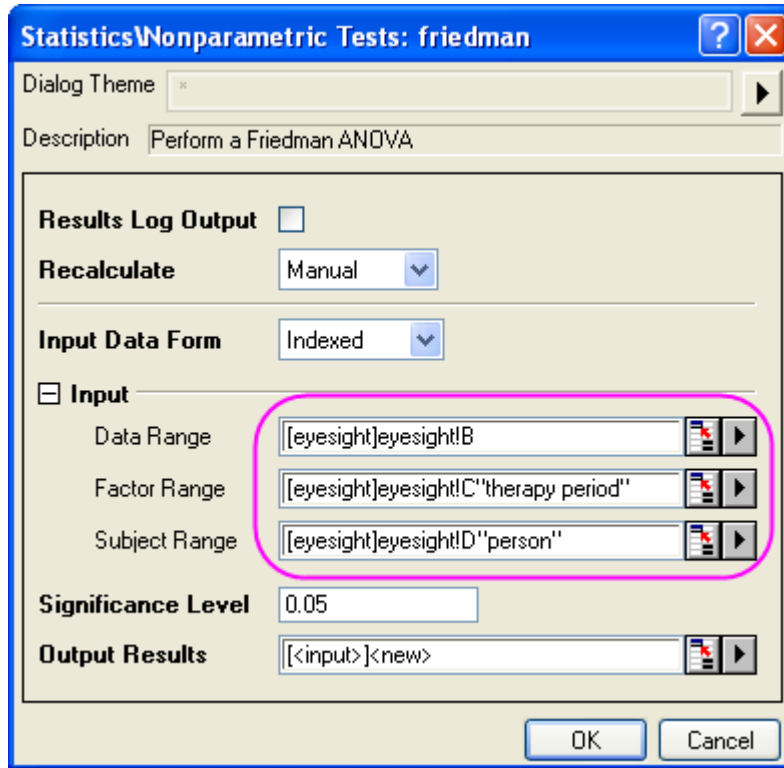 Statistics\Nonparametric Tests: friedman
Dialog Theme *
Description Perform a Friedman ANOVA
Results Log Output
Recalculate Manual
Input Data Form Indexed
Input
Data Range [eyesight]eyesight!B
Factor Range [eyesight]eyesight!C"therapy period"
Subject Range [eyesight]eyesight!D"person"
Significance Level 0.05
Output Results [<input>]<new>
OK Cancel